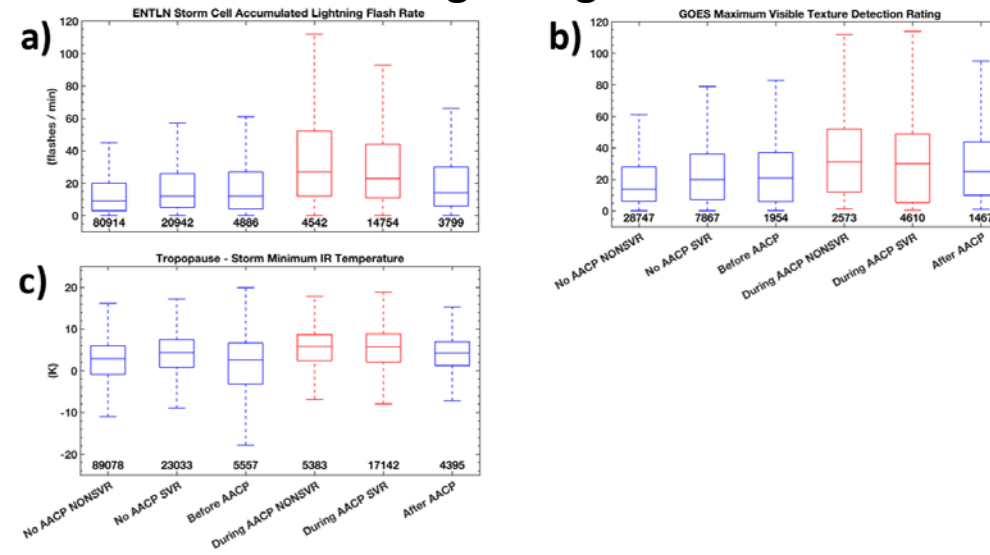 a)
ENTLN Storm Cell Accumulated Lightning Flash Rate
(flashes / min)
120
100
80
60
40
20
0
80914 20942 4886 4542 14754 3799
b)
GOES Maximum Visible Texture Detection Rating
120
100
80
60
40
20
0
28747 7867 1954 2573 4610 1467
No AACP NONSVR No AACP SVR Before AACP During AACP NONSVR During AACP SVR After AACP
c)
Tropopause - Storm Minimum IR Temperature
(K)
20
10
0
-10
-20
89078 23033 5557 5383 17142 4395
No AACP NONSVR No AACP SVR Before AACP During AACP NONSVR During AACP SVR After AACP